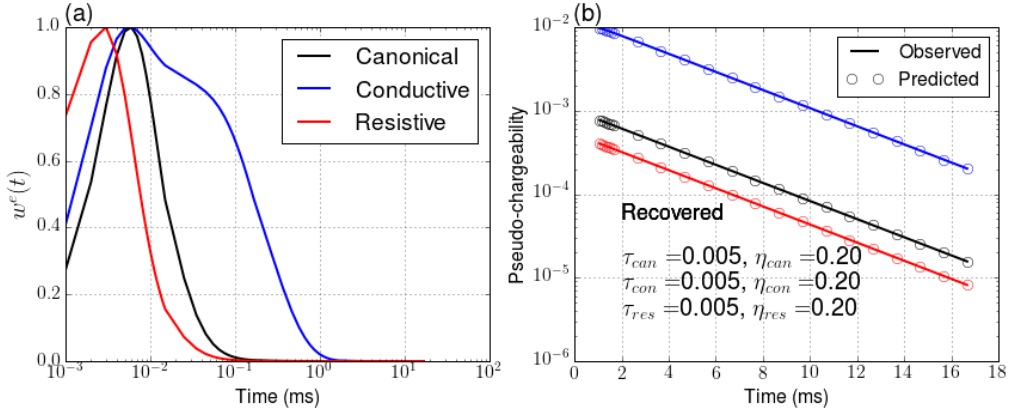 (a)
1.0
0.8
0.6
0.4
0.2
0.0
w^e(t)
Canonical
Conductive
Resistive
10^−3
10^−2
10^−1
10^0
10^1
10^2
Time (ms)
(b)
10^−2
10^−3
10^−4
10^−5
10^−6
Pseudo-chargeability
Observed
Predicted
Recovered
τ_can =0.005, η_can =0.20
τ_con =0.005, η_con =0.20
τ_res =0.005, η_res =0.20
0 2 4 6 8 10 12 14 16 18
Time (ms)